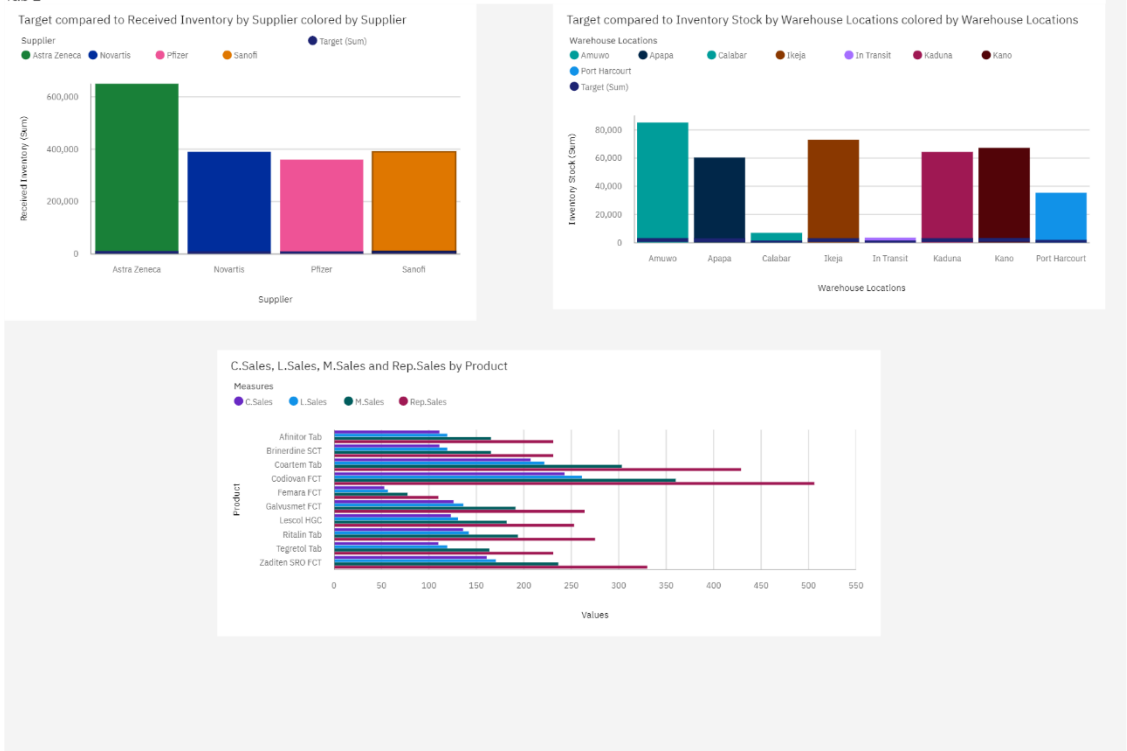 Target compared to Received Inventory by Supplier colored by Supplier
Supplier
Target (Sum)
Astra Zeneca Novartis Pfizer Sanofi
Received Inventory (Sum)
600,000
400,000
200,000
0
Astra Zeneca Novartis Pfizer Sanofi
Supplier
Target compared to Inventory Stock by Warehouse Locations colored by Warehouse Locations
Warehouse Locations
Amuwo Apapa Calabar Ikeja In Transit Kaduna Kano
Port Harcourt
Target (Sum)
Inventory Stock (Sum)
80,000
60,000
40,000
20,000
0
Amuwo Apapa Calabar Ikeja In Transit Kaduna Kano Port Harcourt
Warehouse Locations
C.Sales, L.Sales, M.Sales and Rep.Sales by Product
Measures
C.Sales L.Sales M.Sales Rep.Sales
Product
Afinitor Tab
Brinerdine SCT
Coartem Tab
Codiovan FCT
Femara FCT
Galvusmet FCT
Lescol HGC
Ritalin Tab
Tegretol Tab
Zaditen SRO FCT
0 50 100 150 200 250 300 350 400 450 500 550
Values